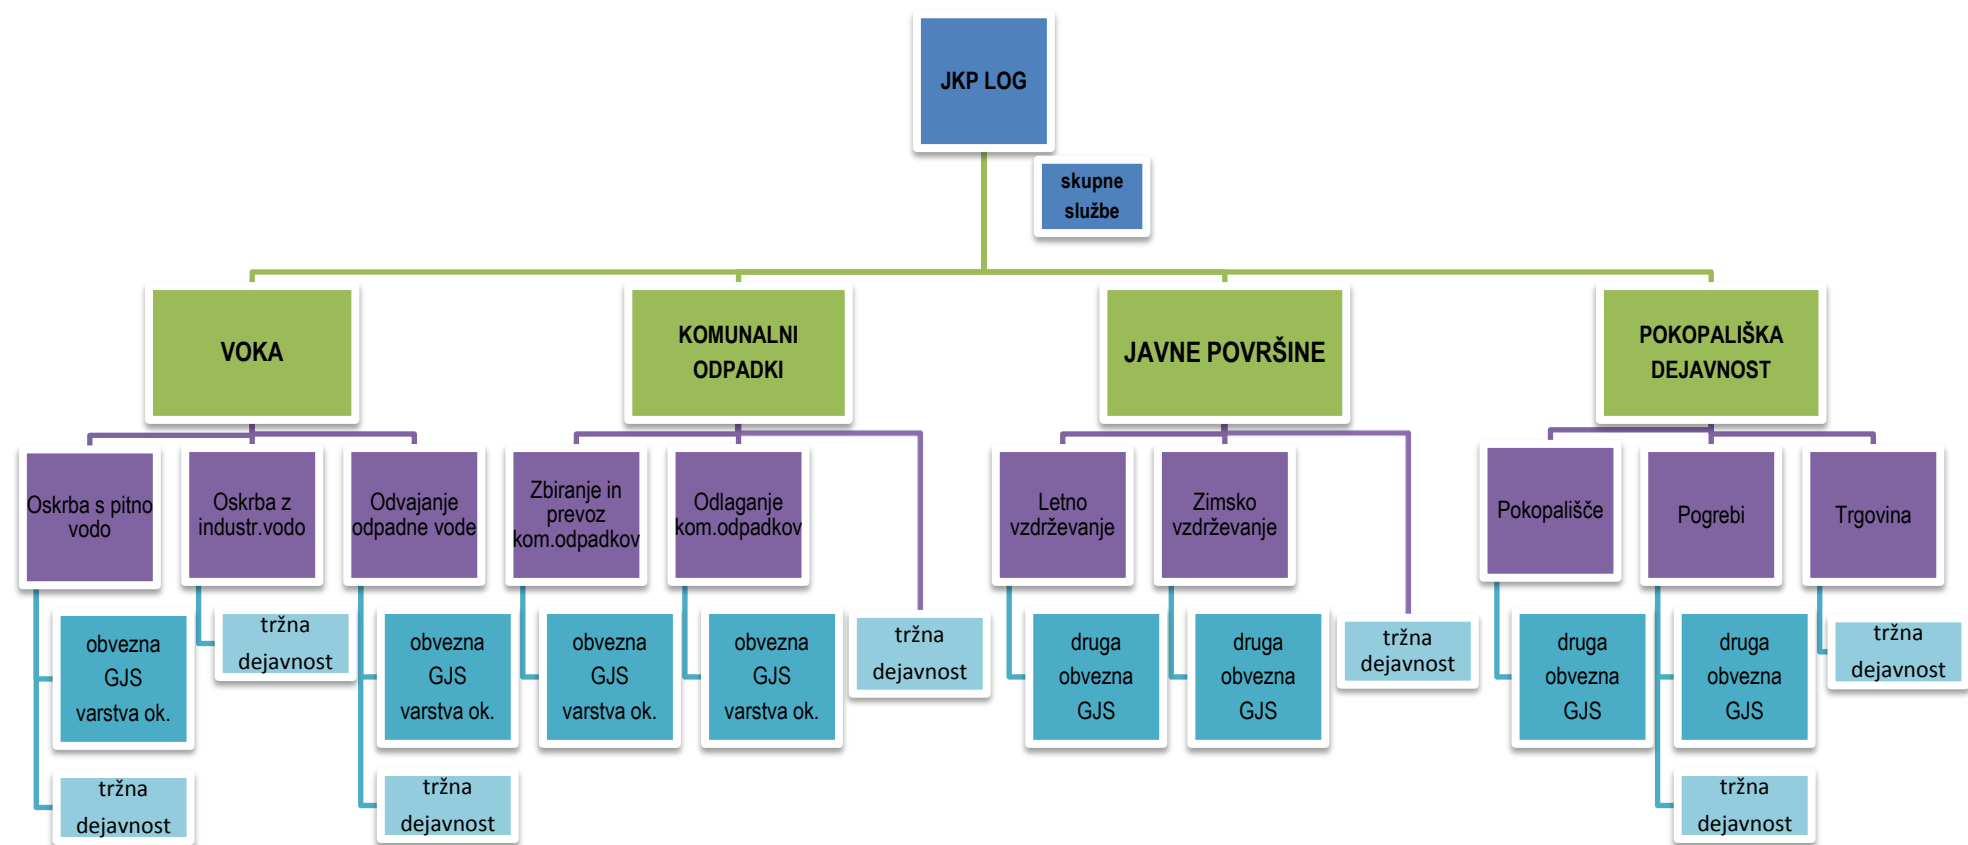 JKP LOG
skupne
službe
VOKA
KOMUNALNI
ODPADKI
JAVNE POVRŠINE
POKOPALIŠKA
DEJAVNOST
Oskrba s pitno
vodo
Oskrba z
industr.vodo
Odvajanje
odpadne vode
Zbiranje in
prevoz
kom.odpadkov
Odlaganje
kom.odpadkov
Letno
vzdrževanje
Zimsko
vzdrževanje
Pokopališče
Pogrebi
Trgovina
obvezna
GJS
varstva ok.
tržna
dejavnost
obvezna
GJS
varstva ok.
obvezna
GJS
varstva ok.
obvezna
GJS
varstva ok.
tržna
dejavnost
druga
obvezna
GJS
druga
obvezna
GJS
tržna
dejavnost
druga
obvezna
GJS
druga
obvezna
GJS
tržna
dejavnost
tržna
dejavnost
tržna
dejavnost
tržna
dejavnost